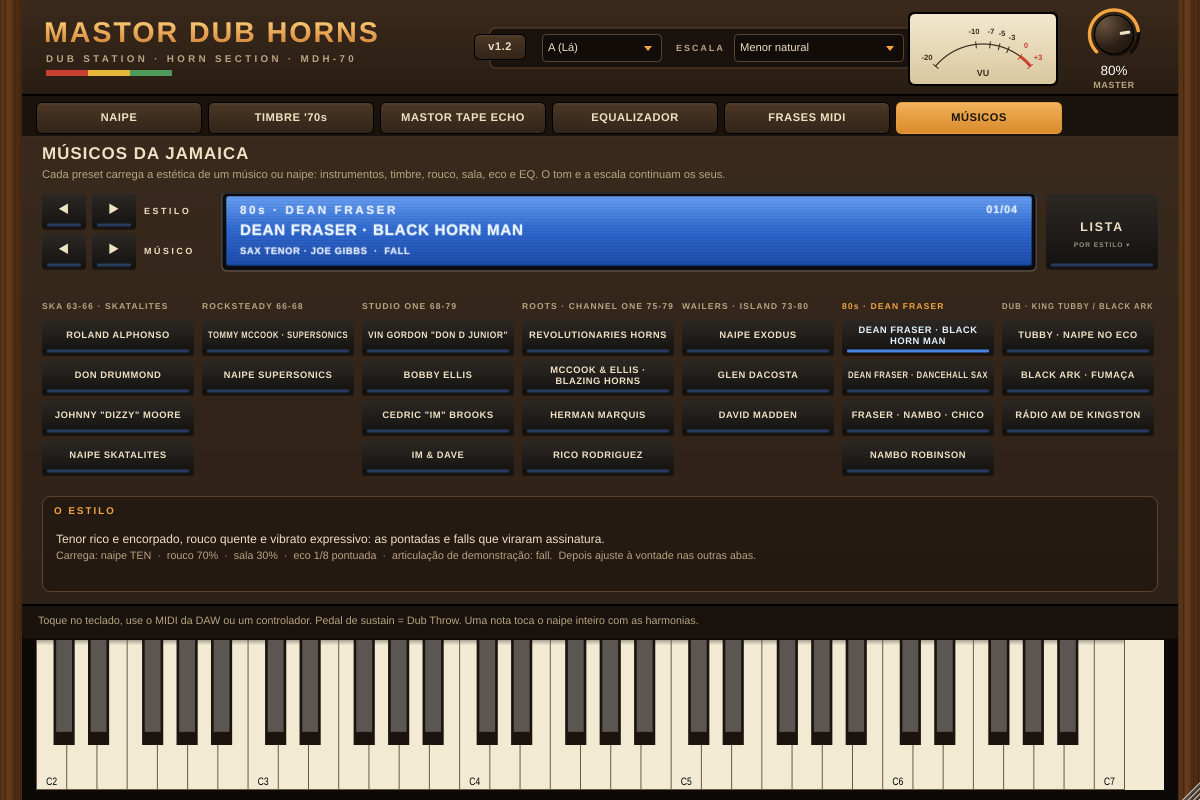 MASTOR DUB HORNS
DUB STATION · HORN SECTION · MDH-70
v1.2
A (Lá)
ESCALA
Menor natural
-20 -10 -7 -5 -3 0 +3
VU
80%
MASTER
NAIPE
TIMBRE '70s
MASTOR TAPE ECHO
EQUALIZADOR
FRASES MIDI
MÚSICOS
MÚSICOS DA JAMAICA
Cada preset carrega a estética de um músico ou naipe: instrumentos, timbre, rouco, sala, eco e EQ. O tom e a escala continuam os seus.
◀ ▶ ESTILO
◀ ▶ MÚSICO
80s · DEAN FRASER
01/04
DEAN FRASER · BLACK HORN MAN
SAX TENOR · JOE GIBBS · FALL
LISTA
POR ESTILO ▾
SKA 63-66 · SKATALITES
ROLAND ALPHONSO
DON DRUMMOND
JOHNNY "DIZZY" MOORE
NAIPE SKATALITES
ROCKSTEADY 66-68
TOMMY MCCOOK · SUPERSONICS
NAIPE SUPERSONICS
STUDIO ONE 68-79
VIN GORDON "DON D JUNIOR"
BOBBY ELLIS
CEDRIC "IM" BROOKS
IM & DAVE
ROOTS · CHANNEL ONE 75-79
REVOLUTIONARIES HORNS
MCCOOK & ELLIS ·
BLAZING HORNS
HERMAN MARQUIS
RICO RODRIGUEZ
WAILERS · ISLAND 73-80
NAIPE EXODUS
GLEN DACOSTA
DAVID MADDEN
80s · DEAN FRASER
DEAN FRASER · BLACK
HORN MAN
DEAN FRASER · DANCEHALL SAX
FRASER · NAMBO · CHICO
NAMBO ROBINSON
DUB · KING TUBBY / BLACK ARK
TUBBY · NAIPE NO ECO
BLACK ARK · FUMAÇA
RÁDIO AM DE KINGSTON
O ESTILO
Tenor rico e encorpado, rouco quente e vibrato expressivo: as pontadas e falls que viraram assinatura.
Carrega: naipe TEN · rouco 70% · sala 30% · eco 1/8 pontuada · articulação de demonstração: fall. Depois ajuste à vontade nas outras abas.
Toque no teclado, use o MIDI da DAW ou um controlador. Pedal de sustain = Dub Throw. Uma nota toca o naipe inteiro com as harmonias.
C2 C3 C4 C5 C6 C7